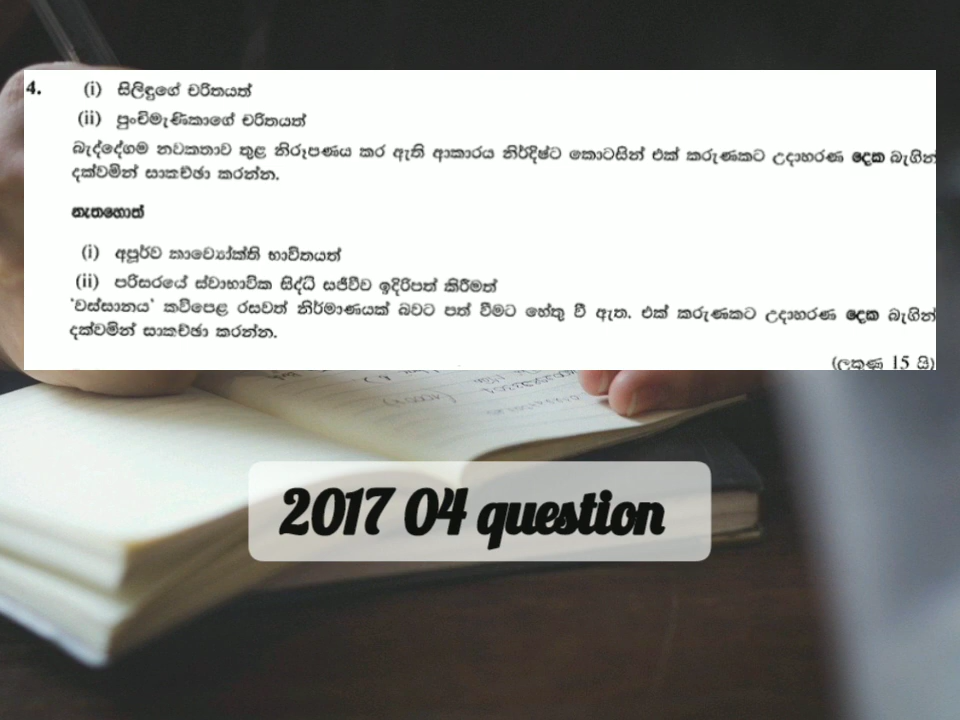 4. (i) සිලිඳුගේ චරිතයත්
(ii) පුංචිමැණිකාගේ චරිතයත්
බැද්දේගම නවකතාව තුළ නිරූපණය කර ඇති ආකාරය නිර්දිෂ්ට කොටසින් එක් කරුණකට උදාහරණ දෙක බැගින්
දක්වමින් සාකච්ඡා කරන්න.
නැතහොත්
(i) අපූර්ව කාව්‍යෝක්ති භාවිතයත්
(ii) පරිසරයේ ස්වාභාවික සිද්ධි සජීවීව ඉදිරිපත් කිරීමත්
'වස්සානය' කවිපෙළ රසවත් නිර්මාණයක් බවට පත් වීමට හේතු වී ඇත. එක් කරුණකට උදාහරණ දෙක බැගින්
දක්වමින් සාකච්ඡා කරන්න.
(ලකුණු 15 යි)
2017 04 question